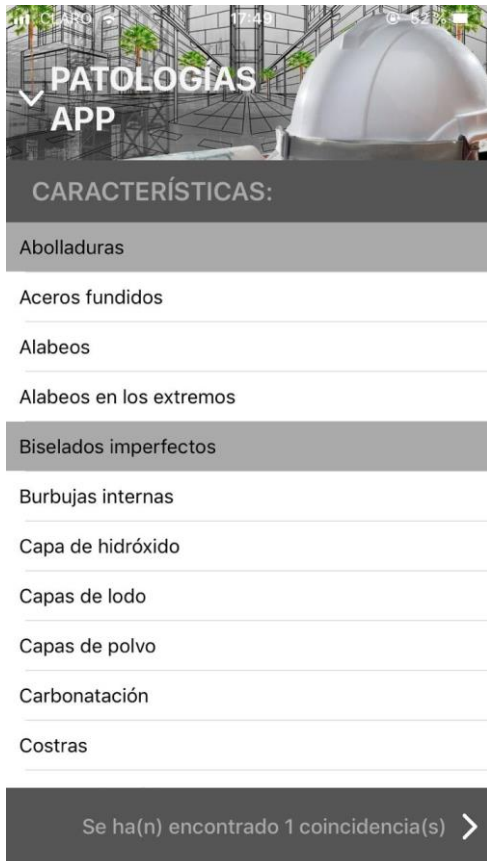 CLARO 17:49 52%
PATOLOGÍAS
APP
CARACTERÍSTICAS:
Abolladuras
Aceros fundidos
Alabeos
Alabeos en los extremos
Biselados imperfectos
Burbujas internas
Capa de hidróxido
Capas de lodo
Capas de polvo
Carbonatación
Costras
Se ha(n) encontrado 1 coincidencia(s)